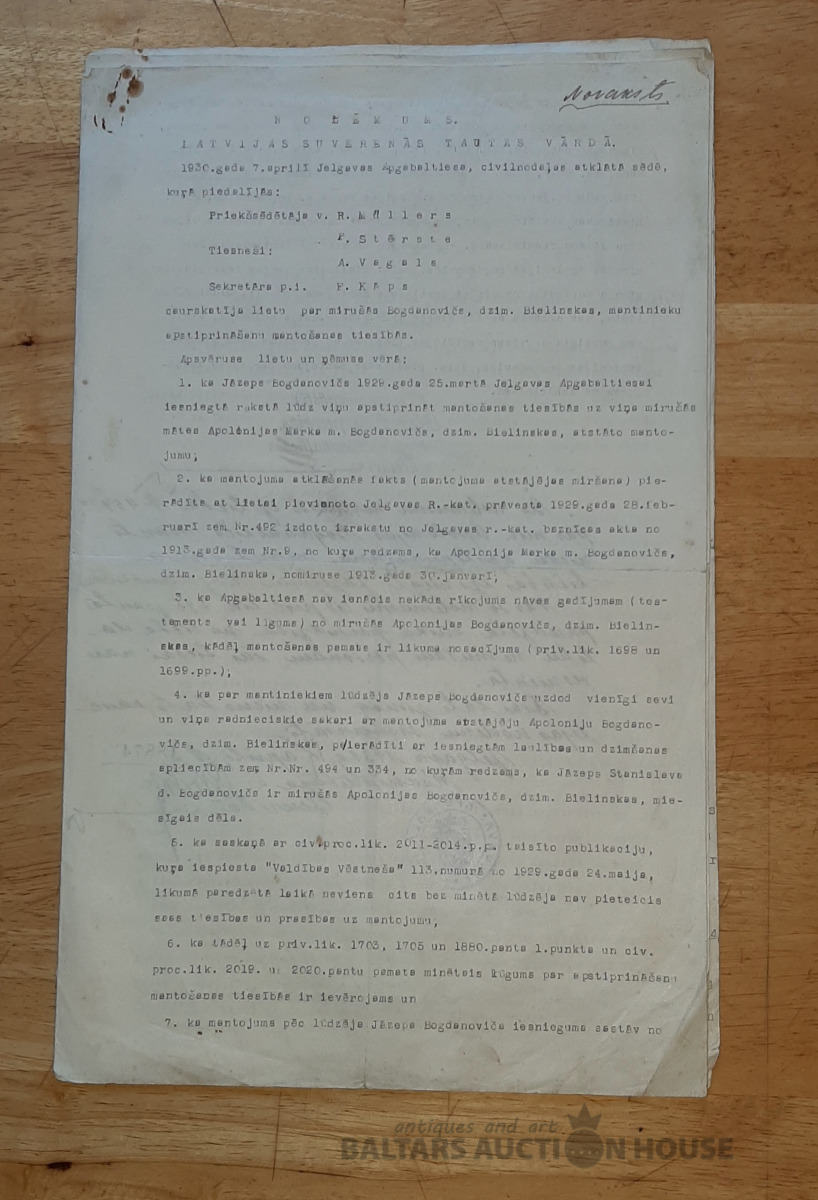 Noraksts.
N O Ļ Ē M U M S.
LATVIJAS SUVERENĀS TAUTAS VĀRDĀ.
1930.gada 7.aprilī Jelgavas Apgabaltiesa, civilnodaļas atklātā sēdē,
kuŗā piedalījās:
Priekšsēdētāja v. R. M ü l l e r s
F. S t ē r s t e
Tiesneši:
A. V a g a l s
Sekretāra p.i. F. K ā p s
caurskatīja lietu par mirušās Bogdanovičs, dzim. Bielinskas, mantinieku
apstiprināšanu mantošanas tiesībās.
Apsvēruse lietu un ņēmuse vērā:
1. ka Jāzeps Bogdanovičs 1929.gada 25.martā Jelgavas Apgabaltiesai
iesniegtā rakstā lūdz viņu apstiprināt mantošanas tiesībās uz viņa mirušās
mātes Apolonijas Marka m. Bogdanovičs, dzim. Bielinskas, atstāto manto-
jumu;
2. ka mantojuma atklāšanās fakts (mantojuma atstājējas miršana) pie-
rādīts at lietai pievienoto Jelgavas R.-kat. prāvesta 1929.gada 28.feb-
ruarī zem Nr.492 izdoto izrakstu no Jelgavas r.-kat. baznīcas akta no
1913.gada zem Nr.9, no kuŗa redzams, ka Apolonija Marka m. Bogdanovičs,
dzim. Bielinska, nomiruse 1913.gada 30.janvarī;
3. ka Apgabaltiesā nav ienācis nekāds rīkojums nāves gadījumam (tes-
taments vai līgums) no mirušās Apolonijas Bogdanovičs, dzim. Bielin-
skas, kādēļ mantošanas pamats ir likuma nosacījums (priv.lik. 1698 un
1699.pp.);
4. ka par mantiniekiem lūdzējs Jāzeps Bogdanovičs uzdod vienīgi sevi
un viņa radnieciskie sakari ar mantojuma atstājēju Apoloniju Bogdano-
vičs, dzim. Bielinskas, pierādīti ar iesniegtām laulības un dzimšanas
apliecībām zem Nr.Nr. 494 un 334, no kuŗām redzams, ka Jāzeps Stanislava
d. Bogdanovičs ir mirušās Apolonijas Bogdanovičs, dzim. Bielinskas, mie-
sīgais dēls.
5. ka saskaņā ar civ.proc.lik. 2011-2014.p.p. taisīto publikaciju,
kuŗa iespiesta "Valdības Vēstneša" 113.numurā no 1929.gada 24.maija,
likumā paredzētā laikā neviens cits bez minētā lūdzēja nav pieteicis
savas tiesības un prasības uz mantojumu;
6. ka tādēļ uz priv.lik. 1703, 1705 un 1880.panta 1.punkta un civ.
proc.lik. 2019. un 2020.pantu pamata minētais lūgums par apstiprināšanu
mantošanas tiesībās ir ievērojams un
7. ka mantojums pēc lūdzēja Jāzepa Bogdanoviča iesnieguma sastāv no
antiques and art
BALTARS AUCTION HOUSE